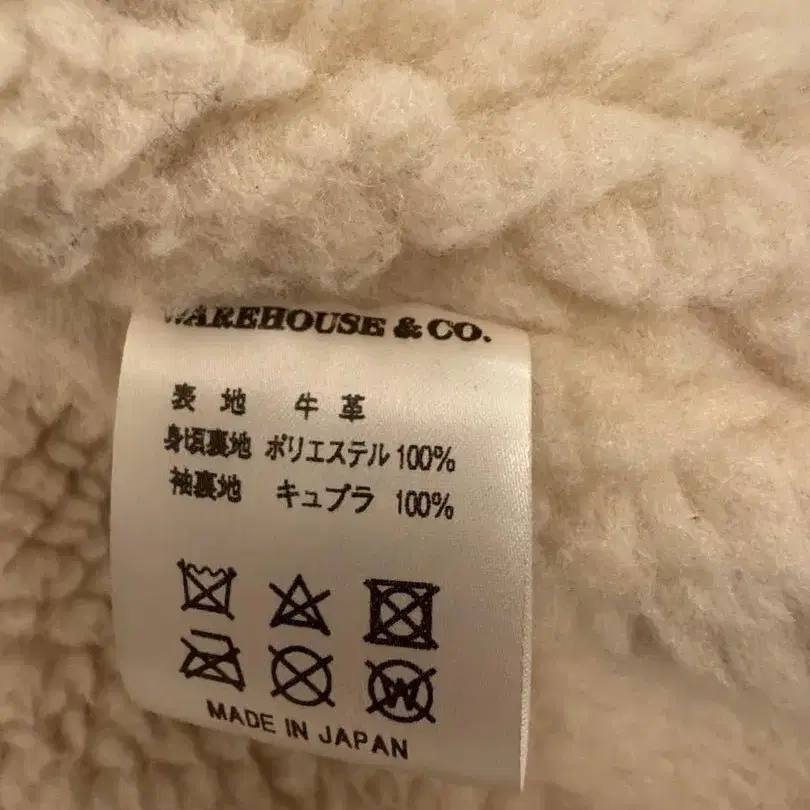 WAREHOUSE & CO.
表地 牛革
身頃裏地 ポリエステル 100%
袖裏地 キュプラ 100%
W
MADE IN JAPAN